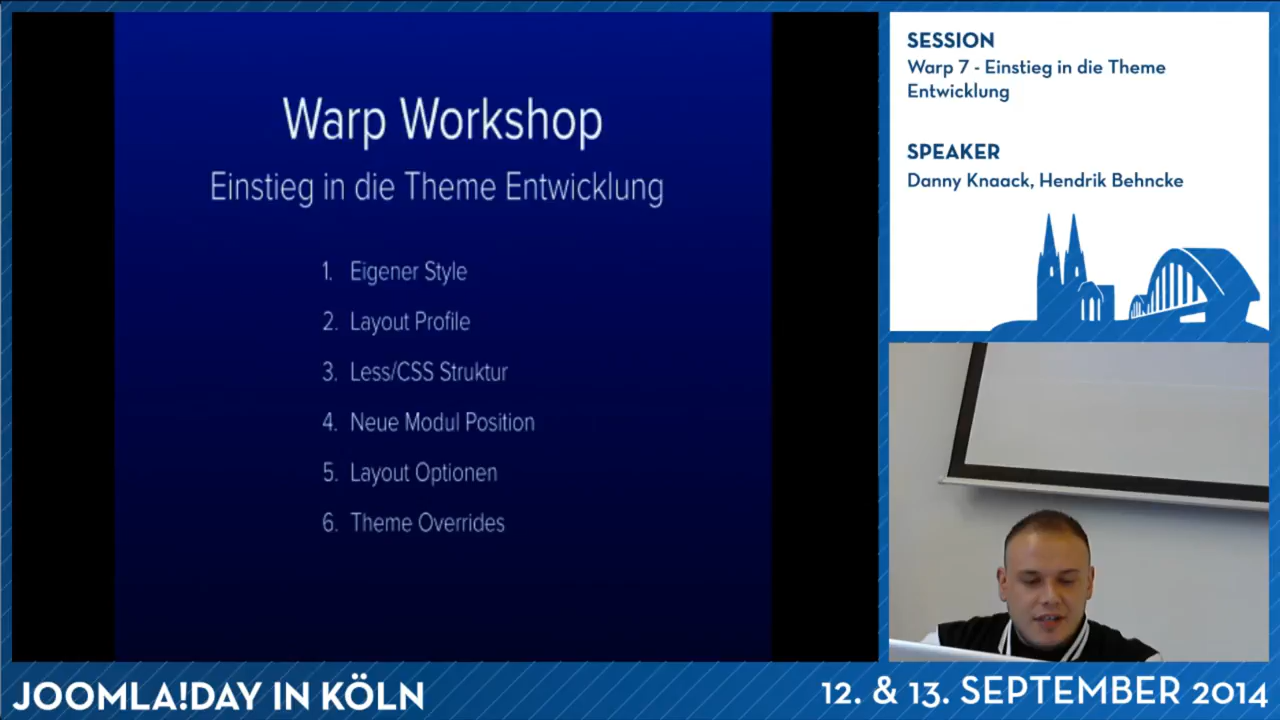 Warp Workshop
Einstieg in die Theme Entwicklung
1. Eigener Style
2. Layout Profile
3. Less/CSS Struktur
4. Neue Modul Position
5. Layout Optionen
6. Theme Overrides
SESSION
Warp 7 - Einstieg in die Theme
Entwicklung
SPEAKER
Danny Knaack, Hendrik Behncke
JOOMLA!DAY IN KÖLN
12. & 13. SEPTEMBER 2014